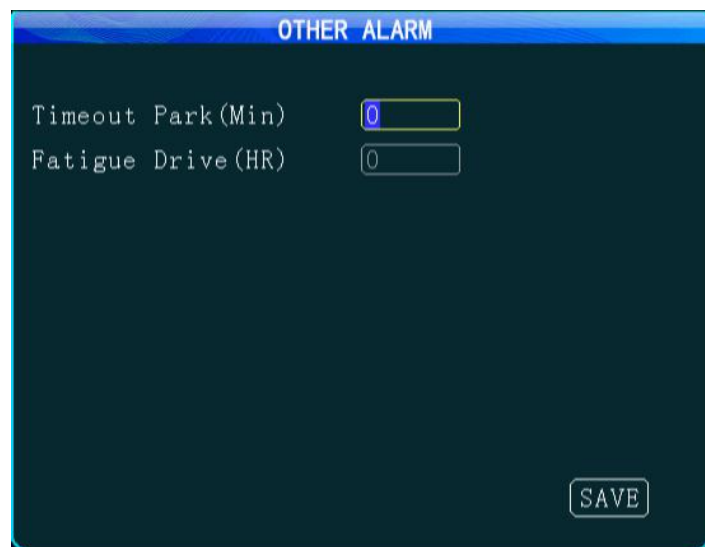 OTHER ALARM
Timeout Park(Min) 0
Fatigue Drive(HR) 0
SAVE